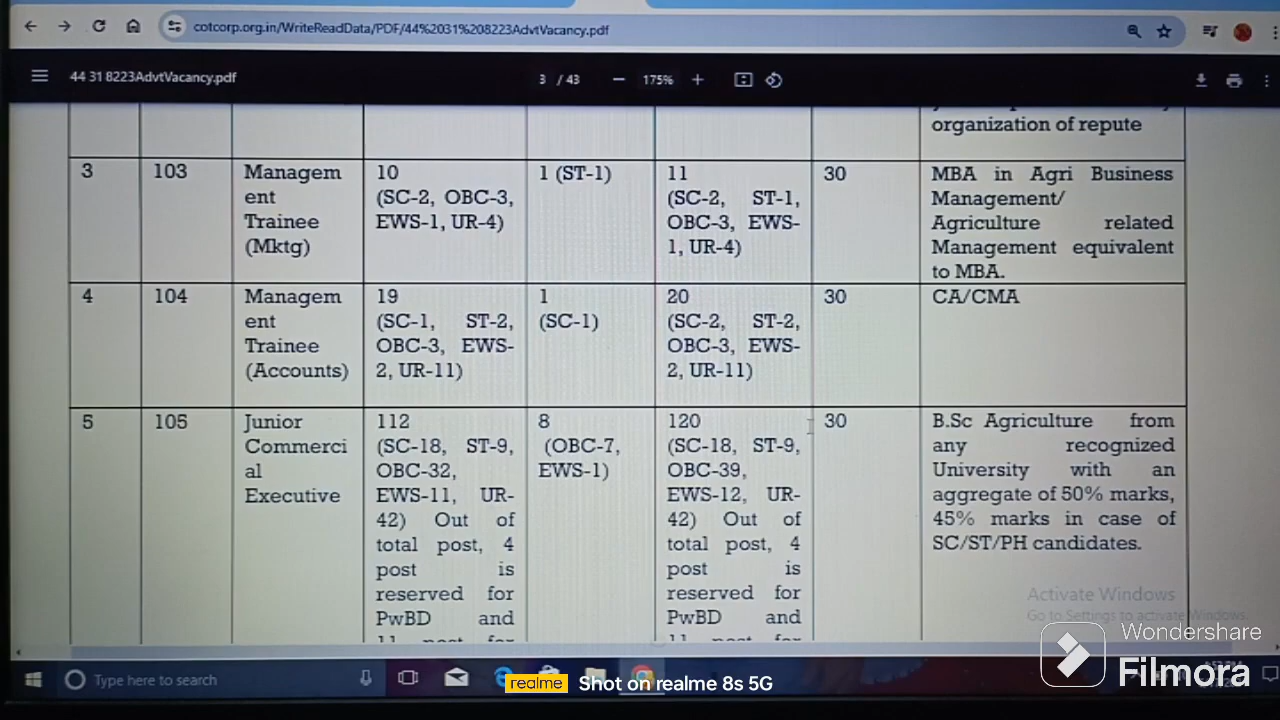 cotcorp.org.in/WriteReadData/PDF/44%2031%208223AdvtVacancy.pdf
44 31 8223AdvtVacancy.pdf
3 / 43
175%
organization of repute
3
103
Managem
ent
Trainee
(Mktg)
10
(SC-2, OBC-3,
EWS-1, UR-4)
1 (ST-1)
11
(SC-2, ST-1,
OBC-3, EWS-
1, UR-4)
30
MBA in Agri Business
Management/
Agriculture related
Management equivalent
to MBA.
4
104
Managem
ent
Trainee
(Accounts)
19
(SC-1, ST-2,
OBC-3, EWS-
2, UR-11)
1
(SC-1)
20
(SC-2, ST-2,
OBC-3, EWS-
2, UR-11)
30
CA/CMA
5
105
Junior
Commerci
al
Executive
112
(SC-18, ST-9,
OBC-32,
EWS-11, UR-
42) Out of
total post, 4
post is
reserved for
PwBD and
8
(OBC-7,
EWS-1)
120
(SC-18, ST-9,
OBC-39,
EWS-12, UR-
42) Out of
total post, 4
post is
reserved for
PwBD and
30
B.Sc Agriculture from
any recognized
University with an
aggregate of 50% marks,
45% marks in case of
SC/ST/PH candidates.
Activate Windows
Go to Settings to activate Windows.
Wondershare
Filmora
Type here to search
realme Shot on realme 8s 5G